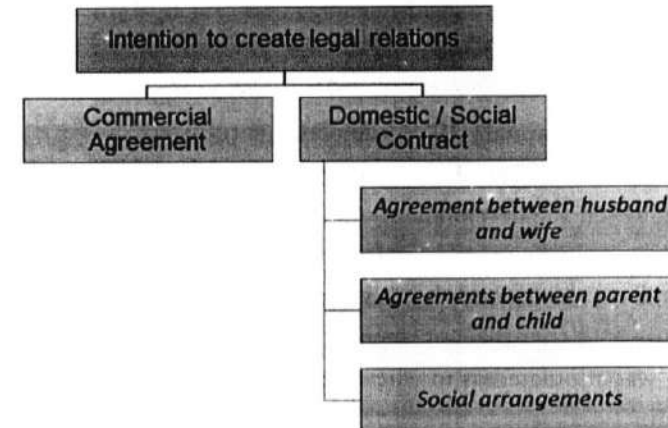 Intention to create legal relations
Commercial
Agreement
Domestic / Social
Contract
Agreement between husband
and wife
Agreements between parent
and child
Social arrangements